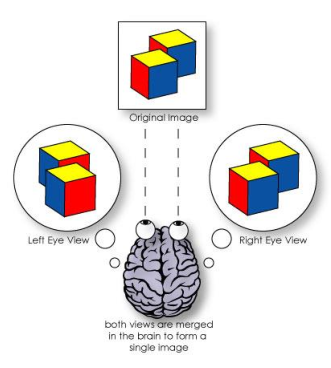 Original Image
Left Eye View
Right Eye View
both views are merged
in the brain to form a
single image